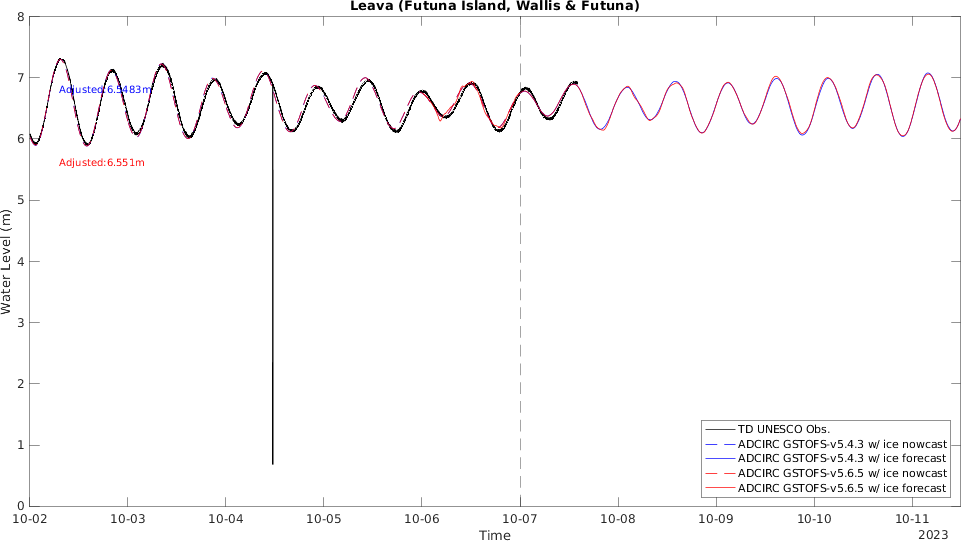 Leava (Futuna Island, Wallis & Futuna)
8
7
6
5
4
3
2
1
0
Water Level (m)
Adjusted:6.5483m
Adjusted:6.551m
TD UNESCO Obs.
ADCIRC GSTOFS-v5.4.3 w/ ice nowcast
ADCIRC GSTOFS-v5.4.3 w/ ice forecast
ADCIRC GSTOFS-v5.6.5 w/ ice nowcast
ADCIRC GSTOFS-v5.6.5 w/ ice forecast
10-02 10-03 10-04 10-05 10-06 10-07 10-08 10-09 10-10 10-11
Time
2023